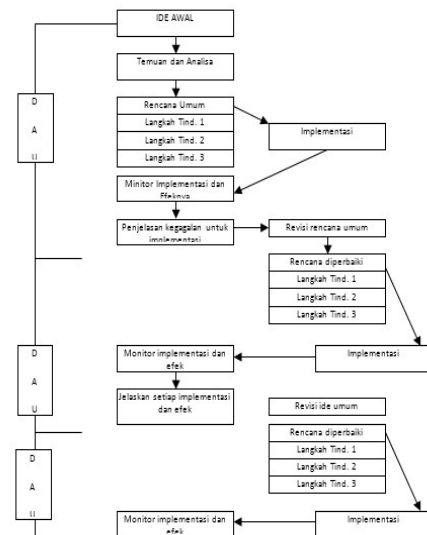 IDE AWAL
Temuan dan Analisa
D
A
U
Rencana Umum
Langkah Tind. 1
Langkah Tind. 2
Langkah Tind. 3
Implementasi
Minitor Implementasi dan
Efeknya
Penjelasan kegagalan untuk
implementasi
Revisi rencana umum
Rencana diperbaiki
Langkah Tind. 1
Langkah Tind. 2
Langkah Tind. 3
D
A
U
Monitor implementasi dan
efek
Implementasi
Jelaskan setiap implementasi
dan efek
Revisi ide umum
Rencana diperbaiki
Langkah Tind. 1
Langkah Tind. 2
Langkah Tind. 3
D
A
U
Monitor implementasi dan
efek
Implementasi